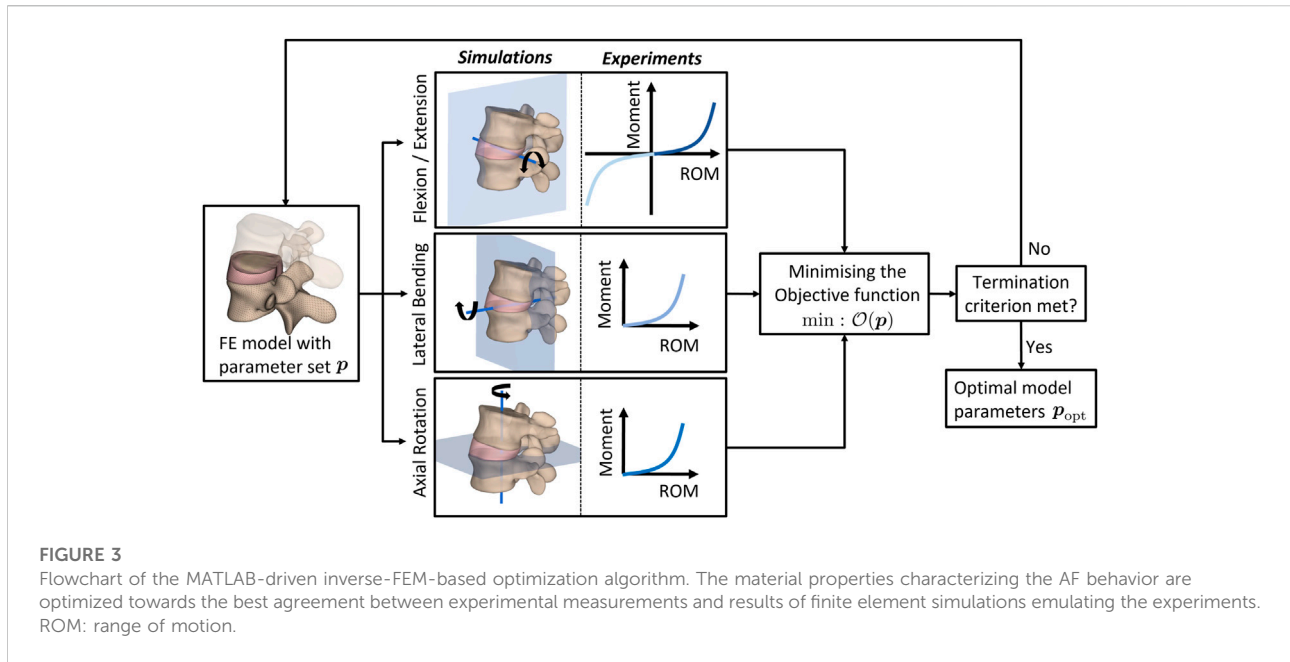 Simulations
Experiments
Flexion / Extension
Moment
ROM
Lateral Bending
Moment
ROM
Axial Rotation
Moment
ROM
FE model with
parameter set p
Minimising the
Objective function
min : 𝒪(p)
No
Termination
criterion met?
Yes
Optimal model
parameters p_opt
FIGURE 3
Flowchart of the MATLAB-driven inverse-FEM-based optimization algorithm. The material properties characterizing the AF behavior are
optimized towards the best agreement between experimental measurements and results of finite element simulations emulating the experiments.
ROM: range of motion.